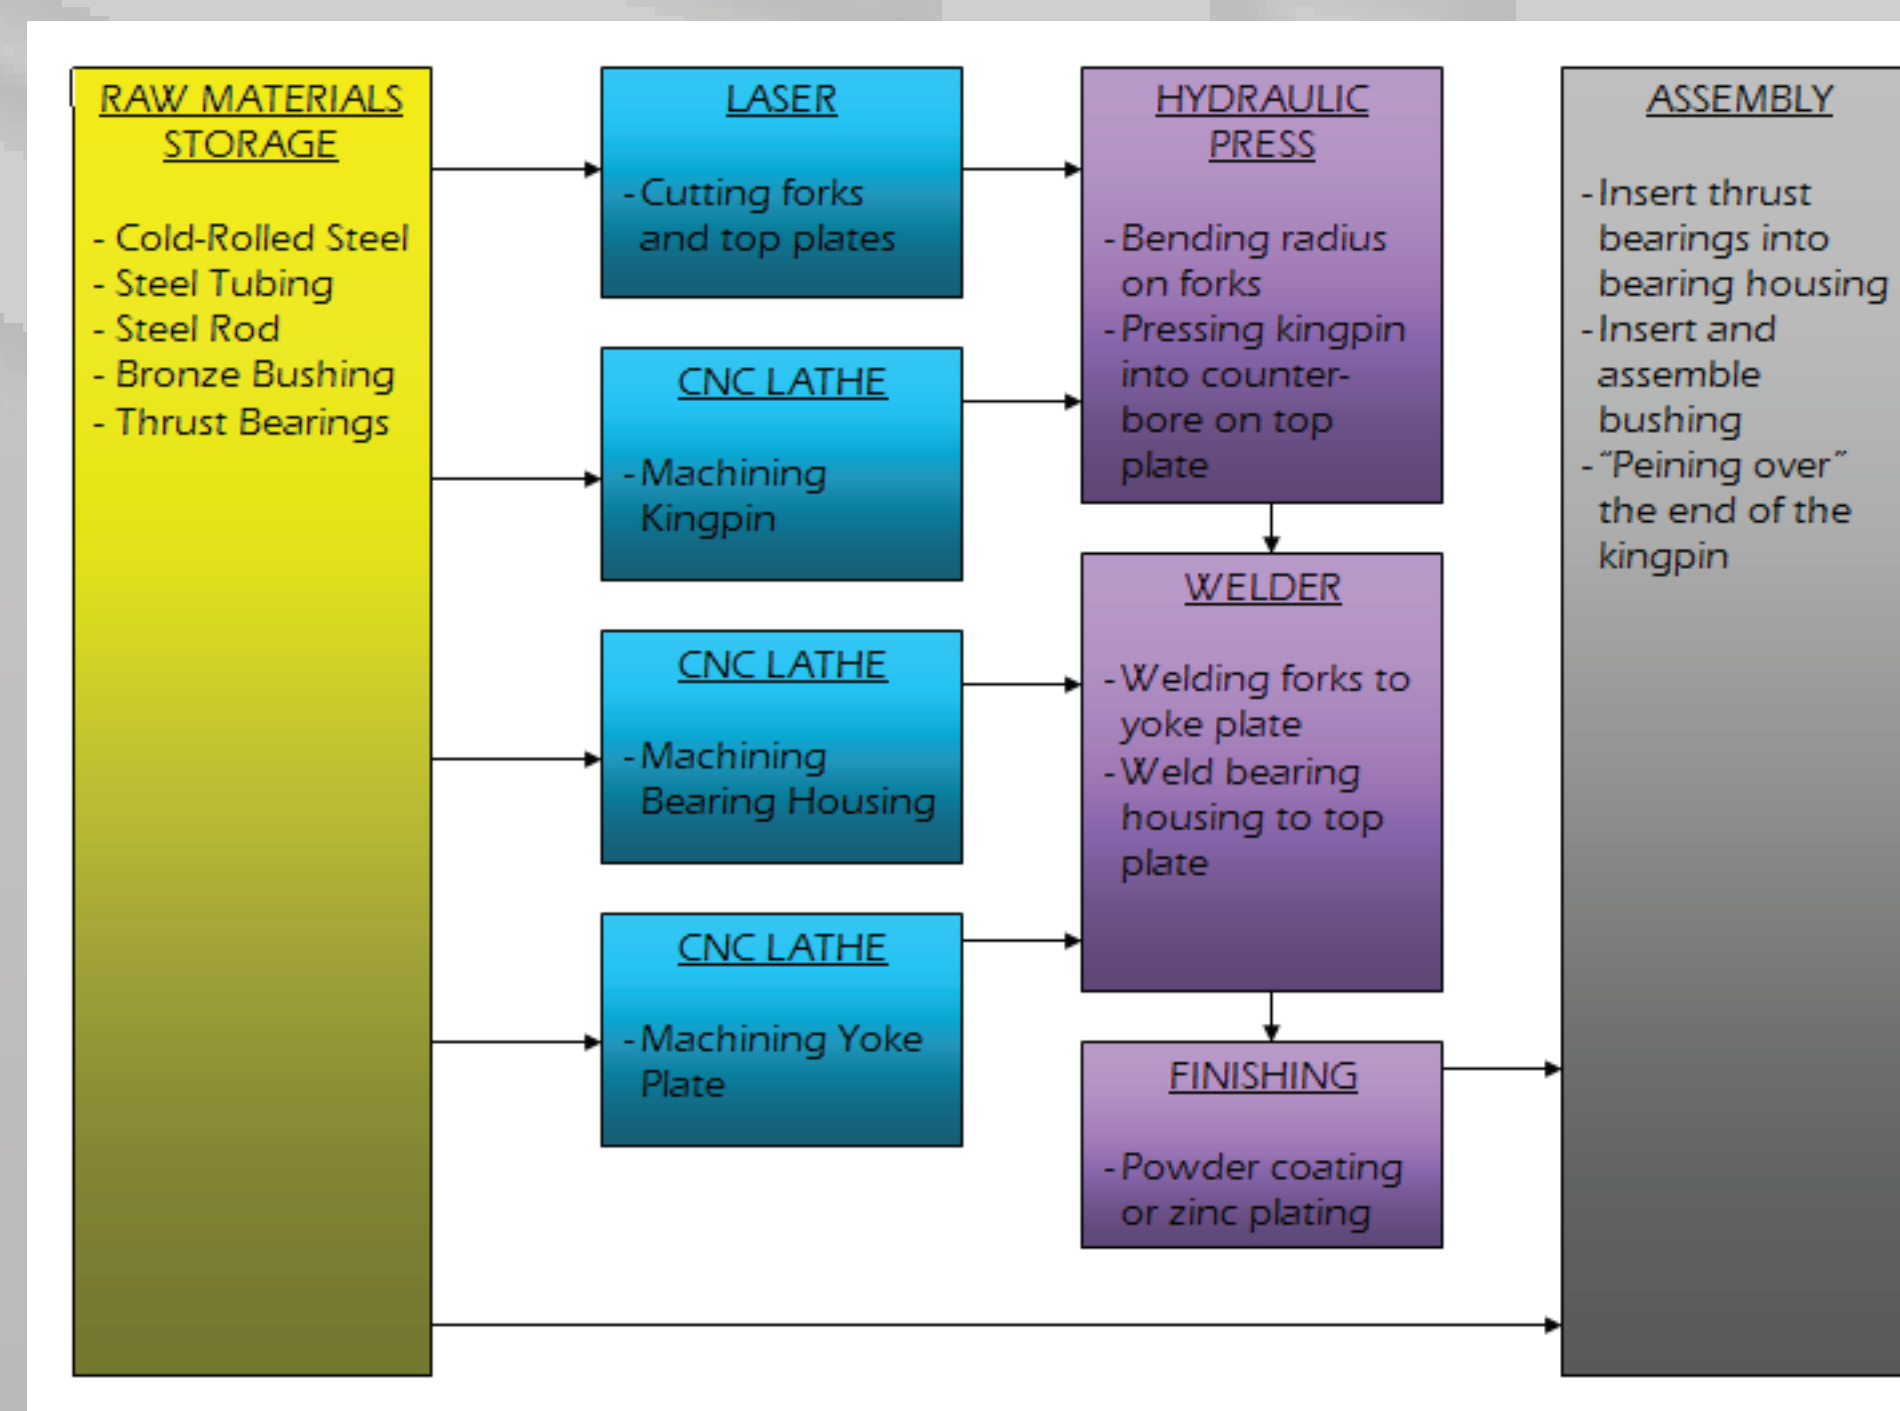 RAW MATERIALS
STORAGE
- Cold-Rolled Steel
- Steel Tubing
- Steel Rod
- Bronze Bushing
- Thrust Bearings
LASER
-Cutting forks
and top plates
CNC LATHE
-Machining
Kingpin
CNC LATHE
-Machining
Bearing Housing
CNC LATHE
-Machining Yoke
Plate
HYDRAULIC
PRESS
-Bending radius
on forks
-Pressing kingpin
into counter-
bore on top
plate
WELDER
-Welding forks to
yoke plate
-Weld bearing
housing to top
plate
FINISHING
-Powder coating
or zinc plating
ASSEMBLY
-Insert thrust
bearings into
bearing housing
-Insert and
assemble
bushing
-“Peining over”
the end of the
kingpin